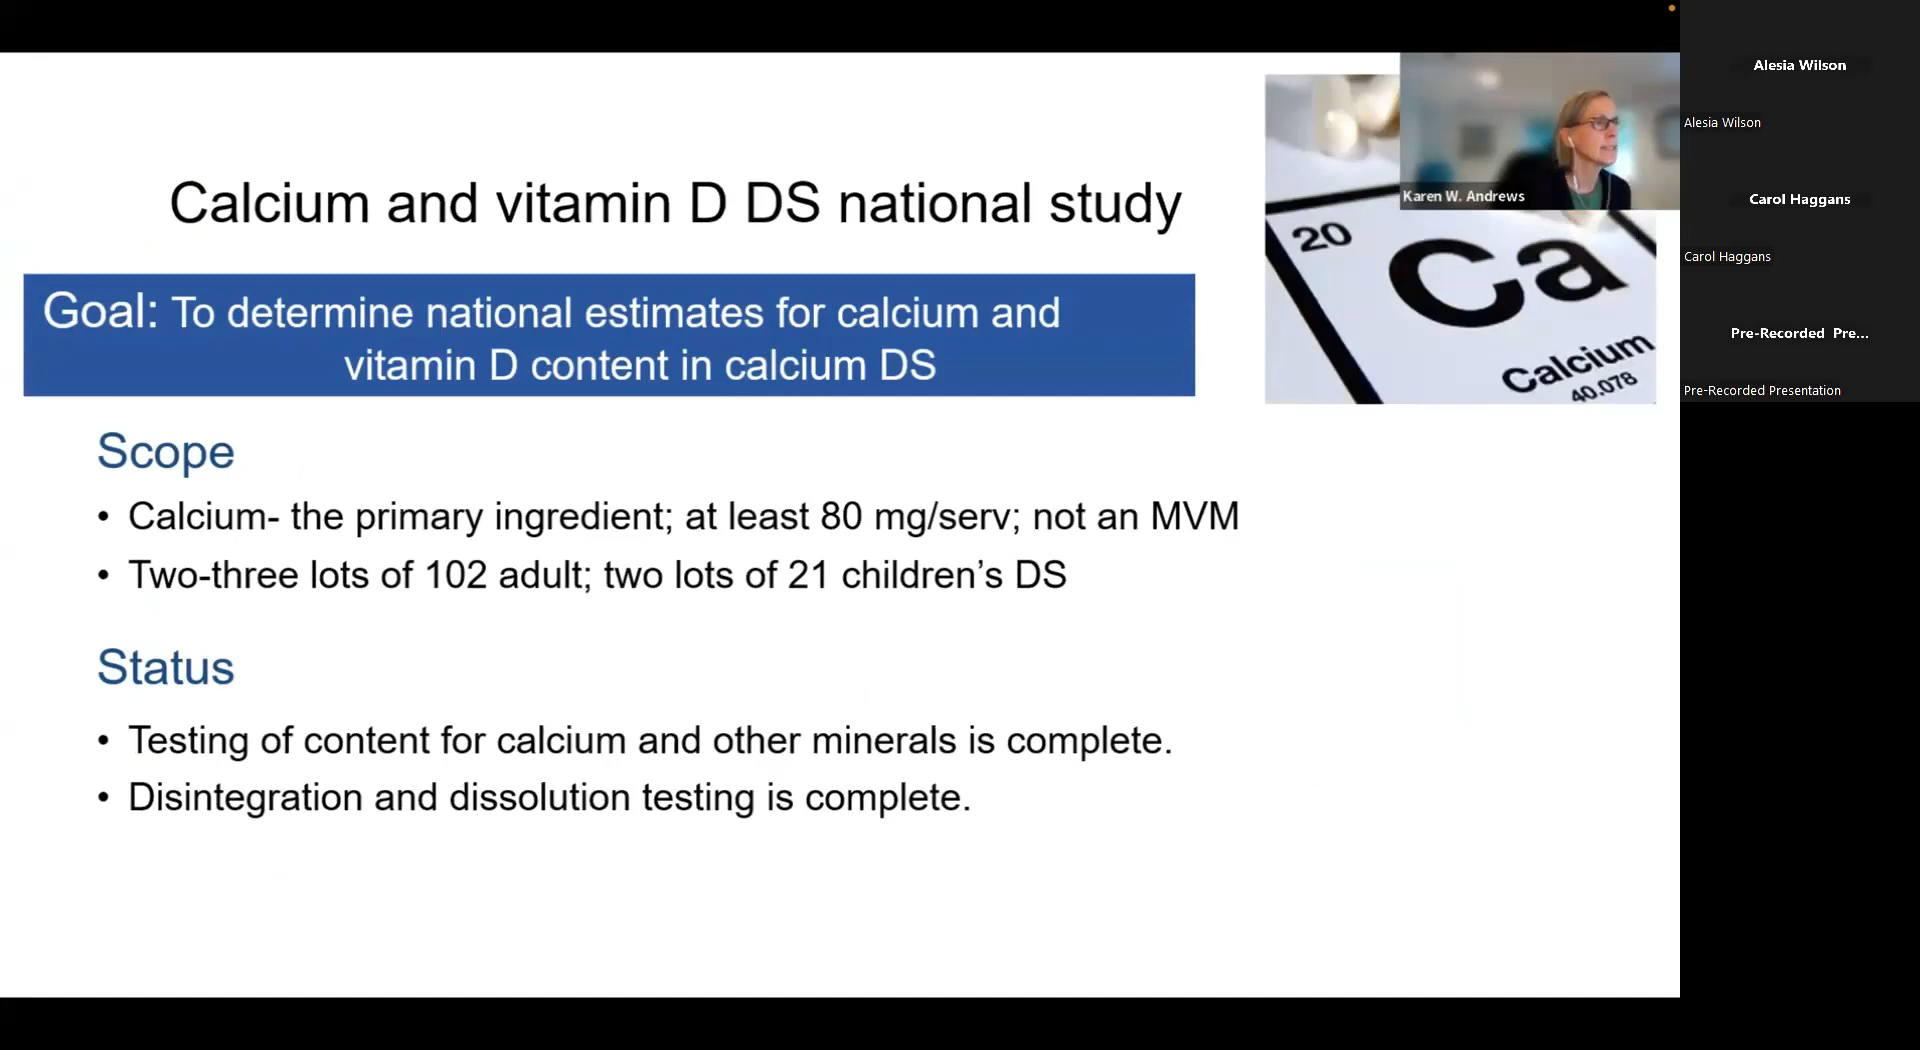 Calcium and vitamin D DS national study
Goal: To determine national estimates for calcium and
vitamin D content in calcium DS
Scope
• Calcium- the primary ingredient; at least 80 mg/serv; not an MVM
• Two-three lots of 102 adult; two lots of 21 children’s DS
Status
• Testing of content for calcium and other minerals is complete.
• Disintegration and dissolution testing is complete.
Karen W. Andrews
20
Ca
Calcium
40.078
Alesia Wilson
Alesia Wilson
Carol Haggans
Carol Haggans
Pre-Recorded Pre...
Pre-Recorded Presentation